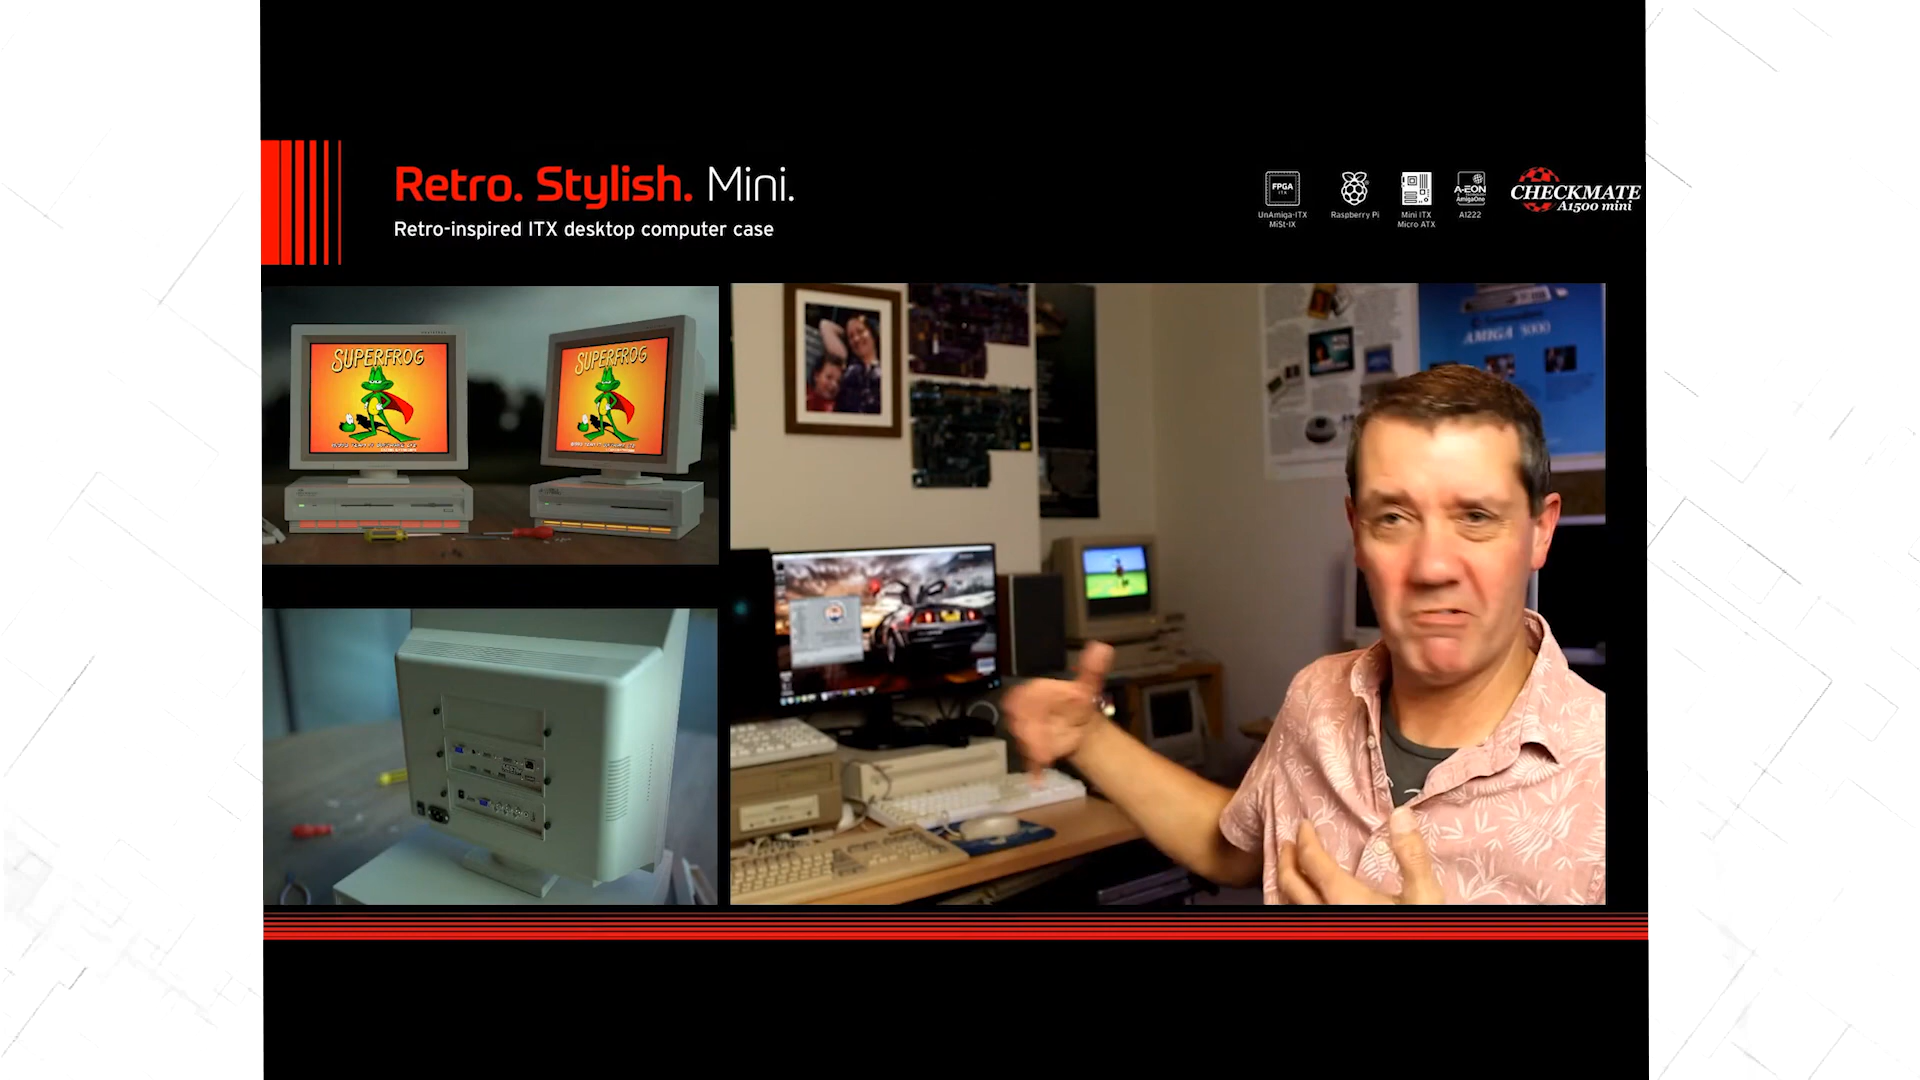 Retro. Stylish. Mini.
Retro-inspired ITX desktop computer case
FPGA
ITX
UnAmiga-ITX
MiSt-IX
Raspberry Pi
Mini ITX
Micro ATX
A-EON
AmigaOne
A1222
CHECKMATE
A1500 mini
SUPERFROG
SUPERFROG
AMIGA 3000